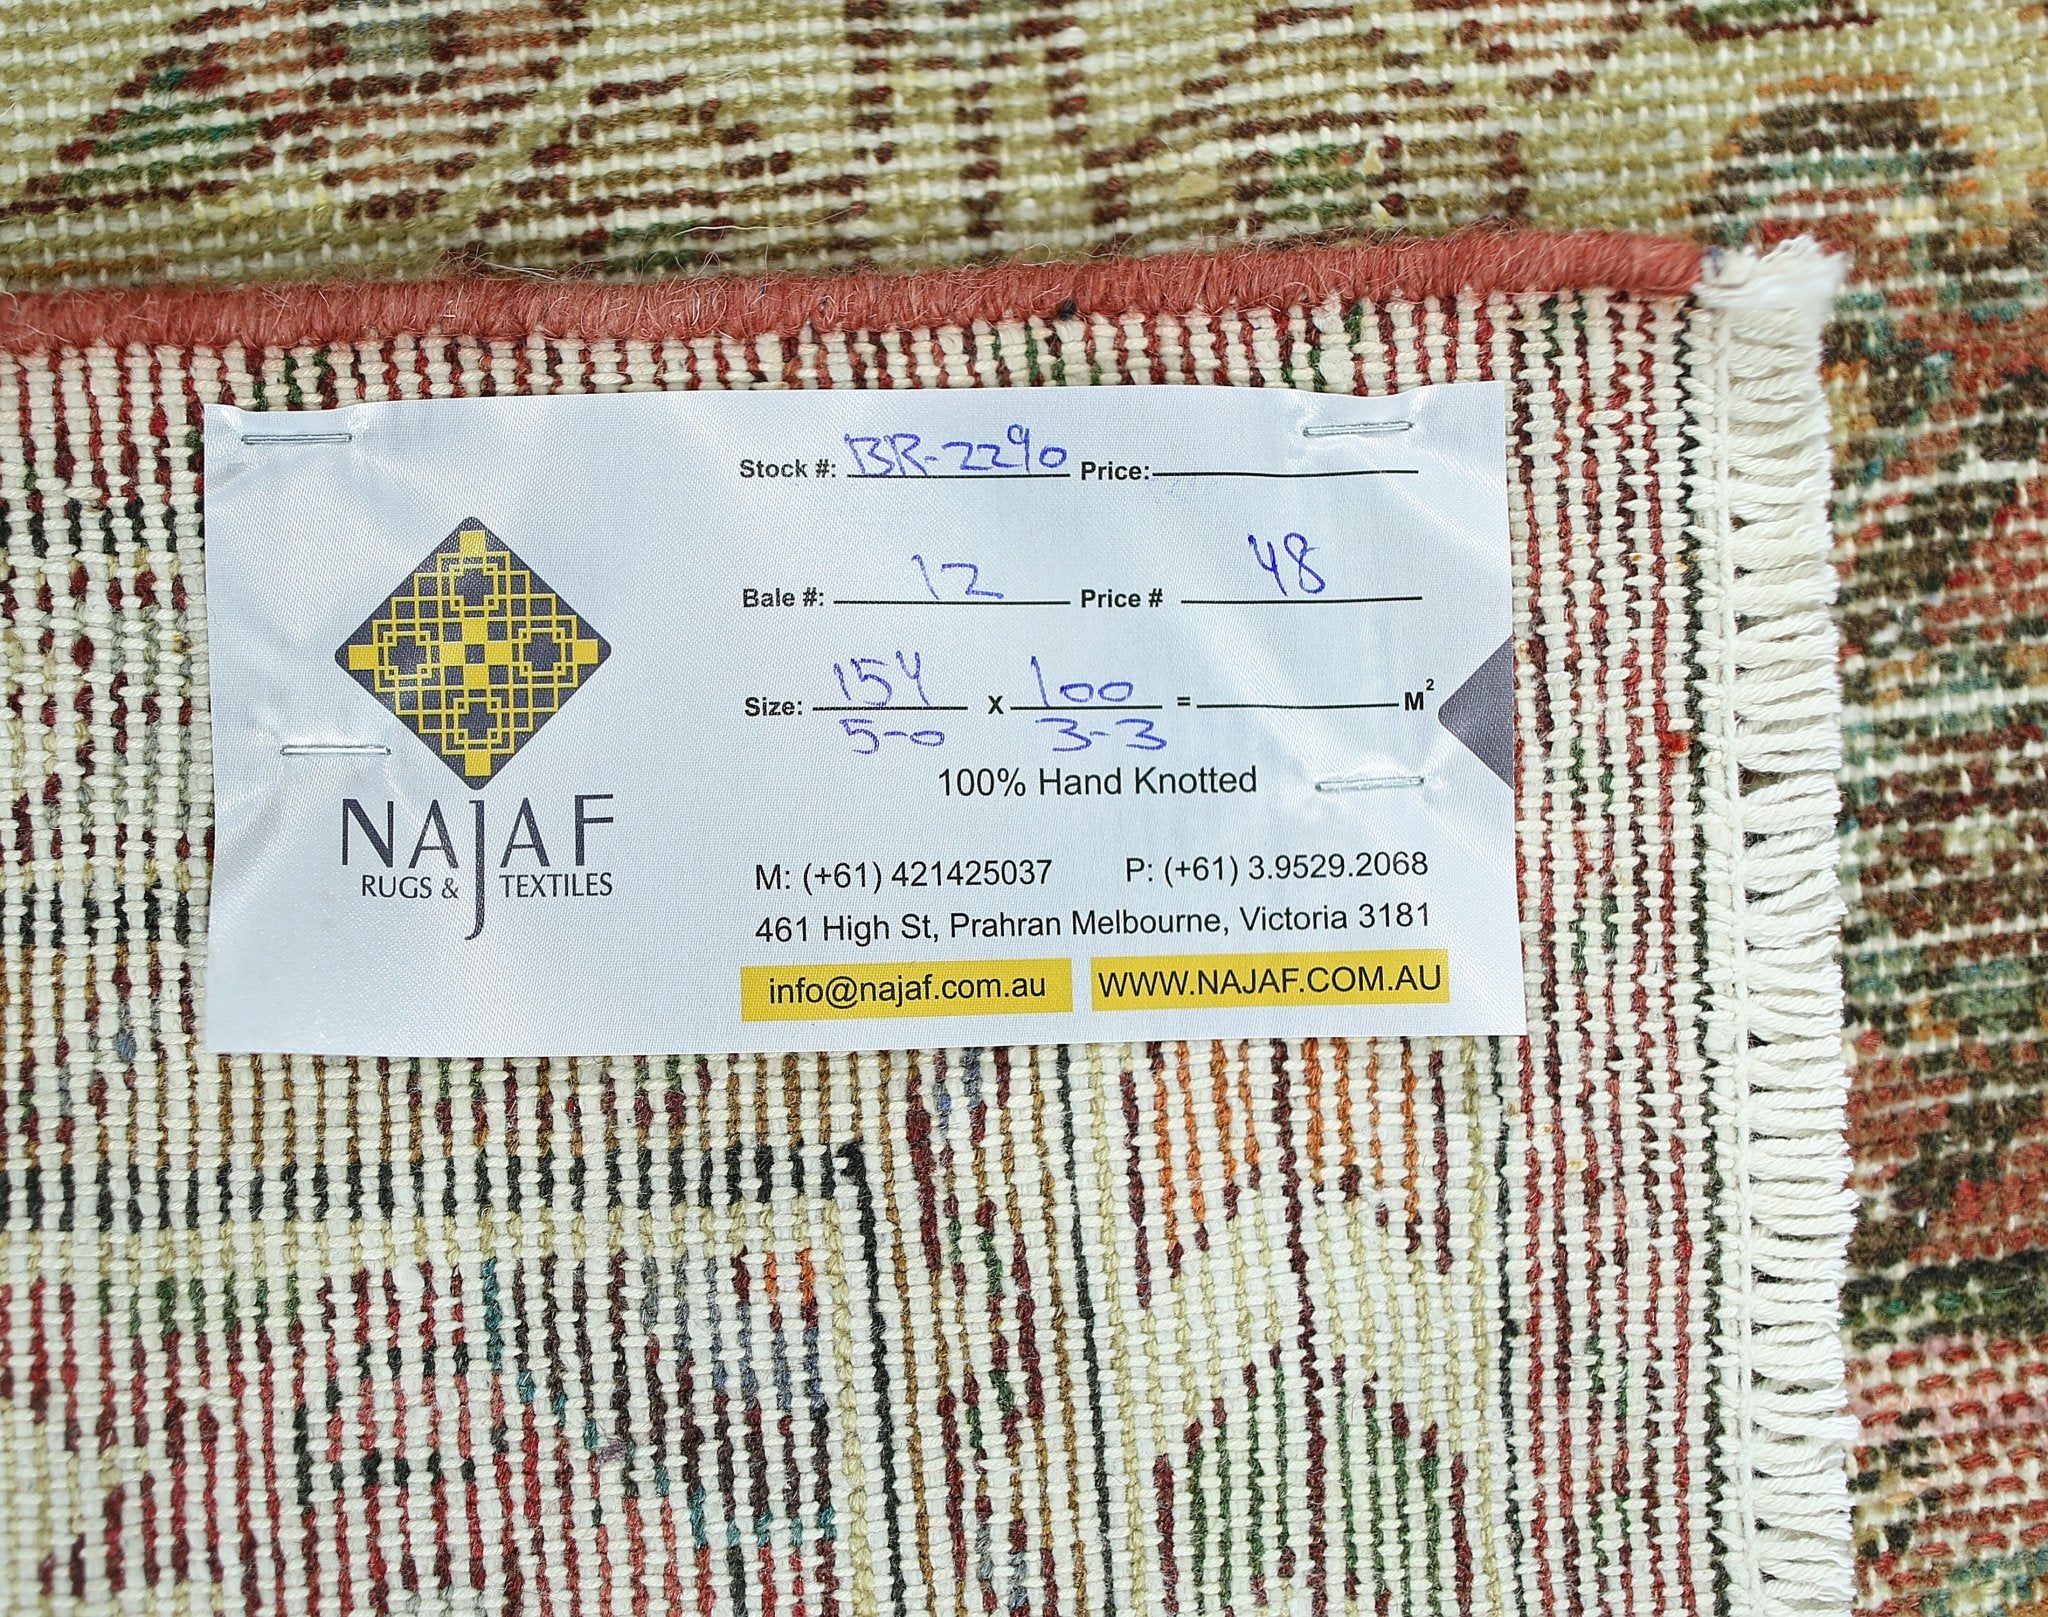 Stock #: BR-2290 Price:
Bale #: 12 Price # 48
Size: 154 x 100 = M²
5-0 3-3
100% Hand Knotted
NAJAF
RUGS & TEXTILES
M: (+61) 421425037 P: (+61) 3.9529.2068
461 High St, Prahran Melbourne, Victoria 3181
info@najaf.com.au WWW.NAJAF.COM.AU